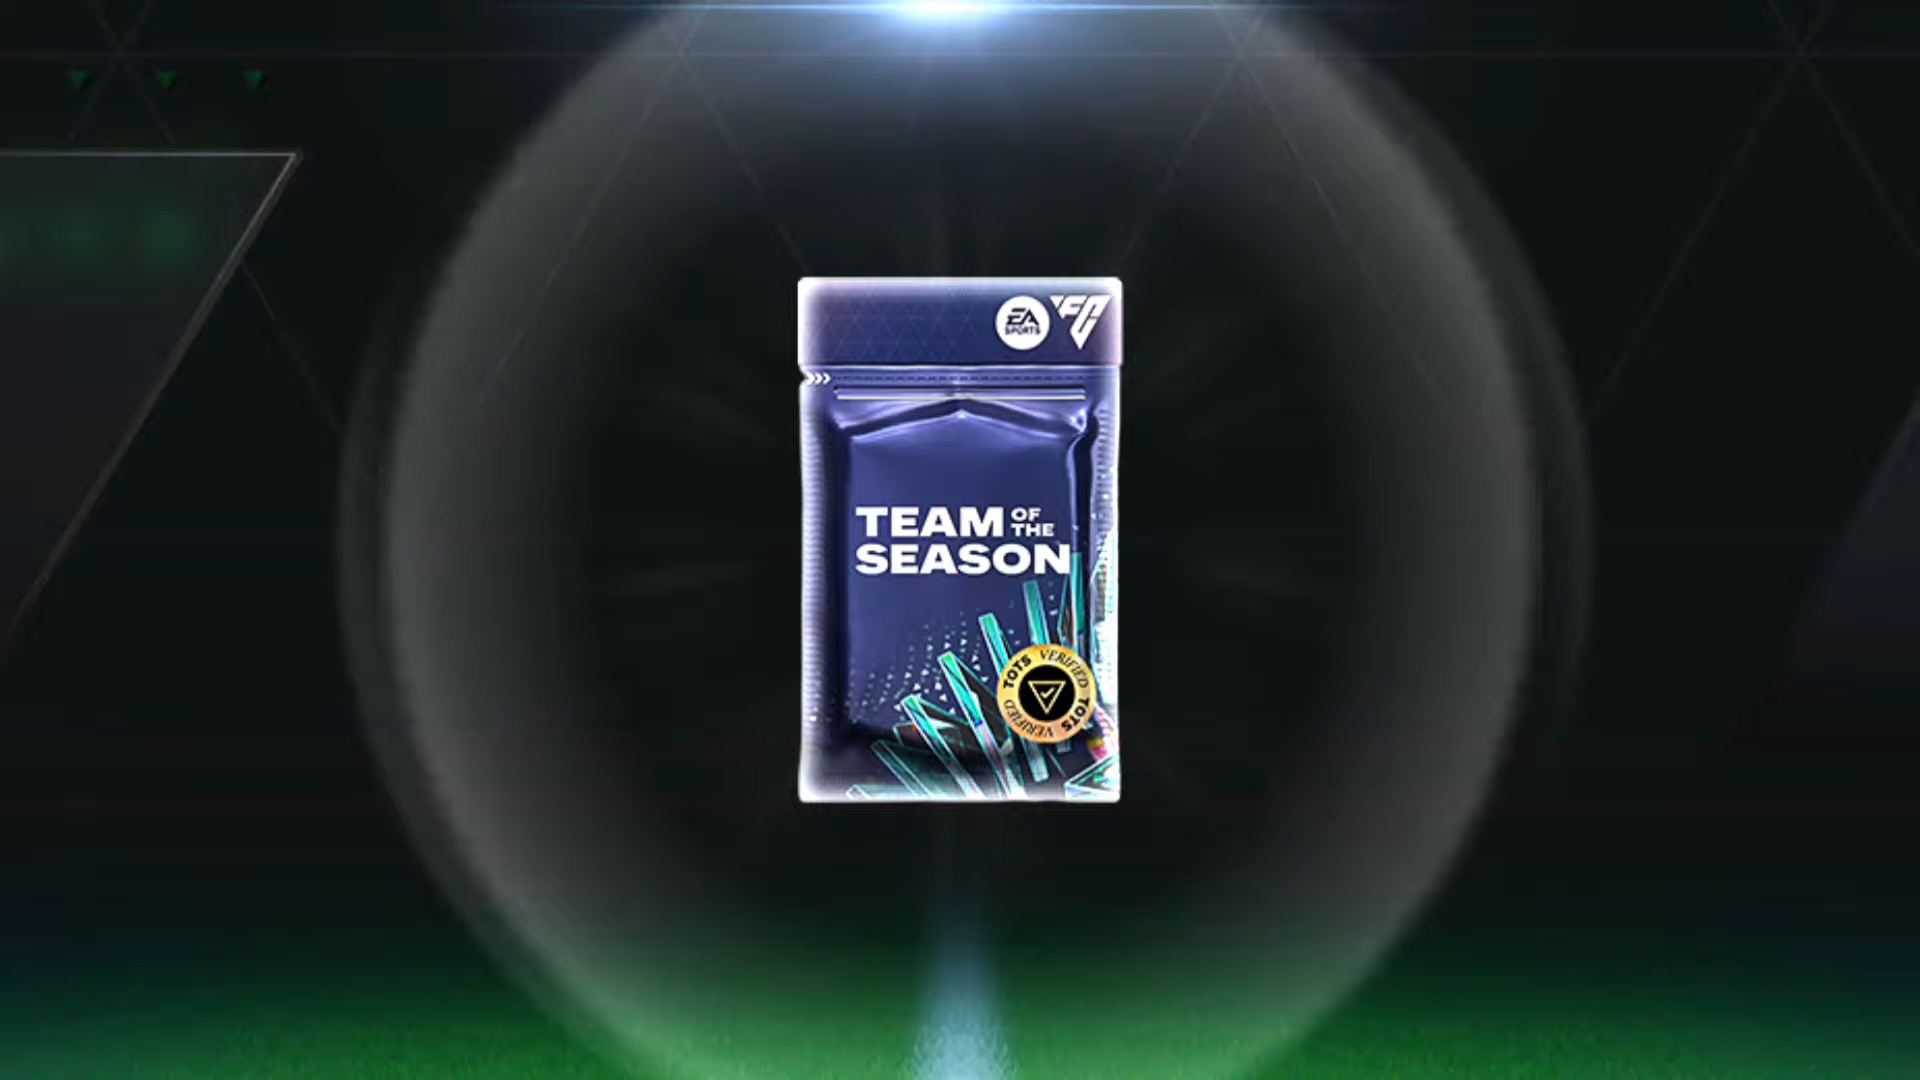 EA
SPORTS
FC
TEAM OF THE
SEASON
TOTS VERIFIED TOTS VERIFIED